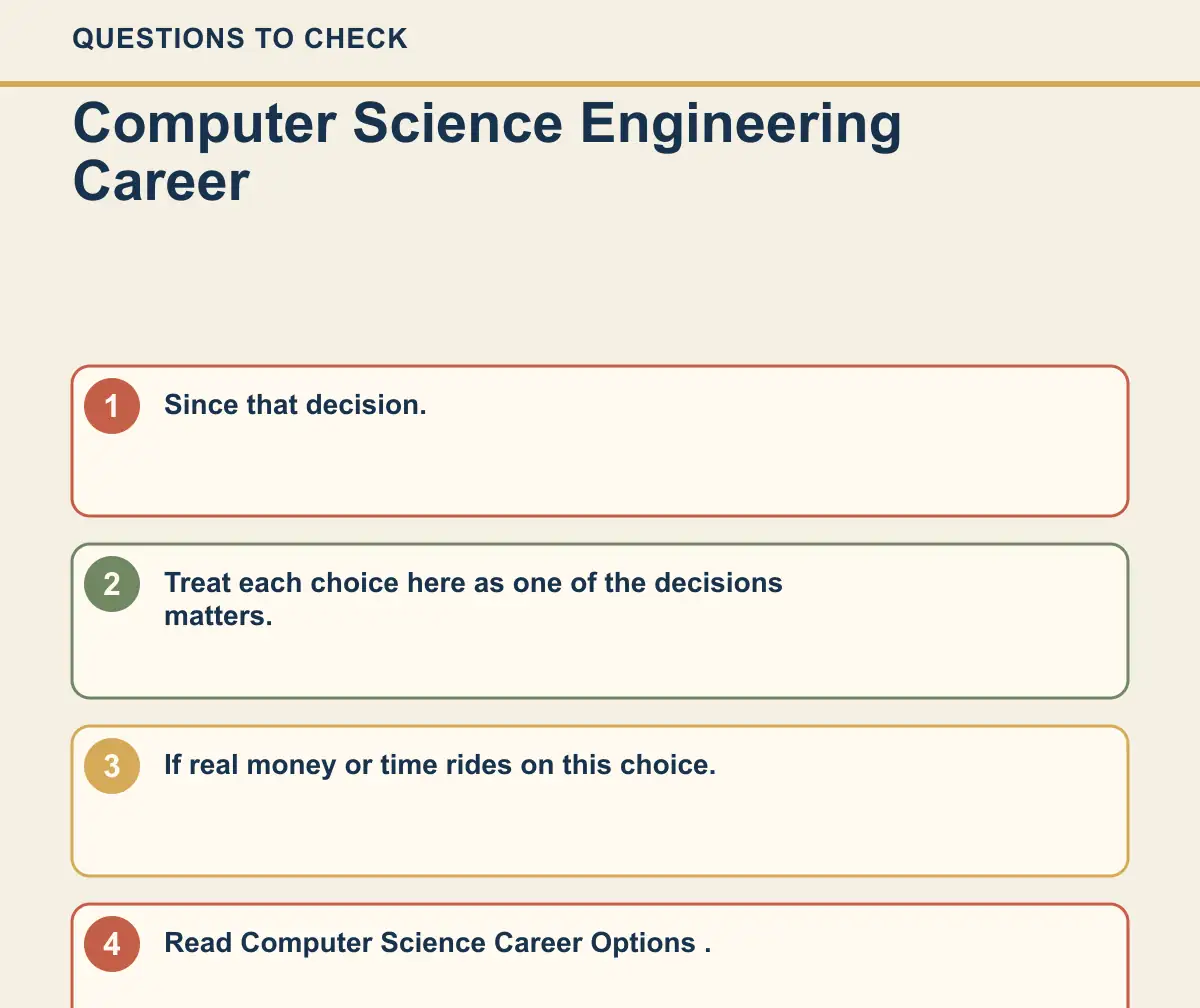 QUESTIONS TO CHECK
Computer Science Engineering
Career
1
Since that decision.
2
Treat each choice here as one of the decisions
matters.
3
If real money or time rides on this choice.
4
Read Computer Science Career Options .